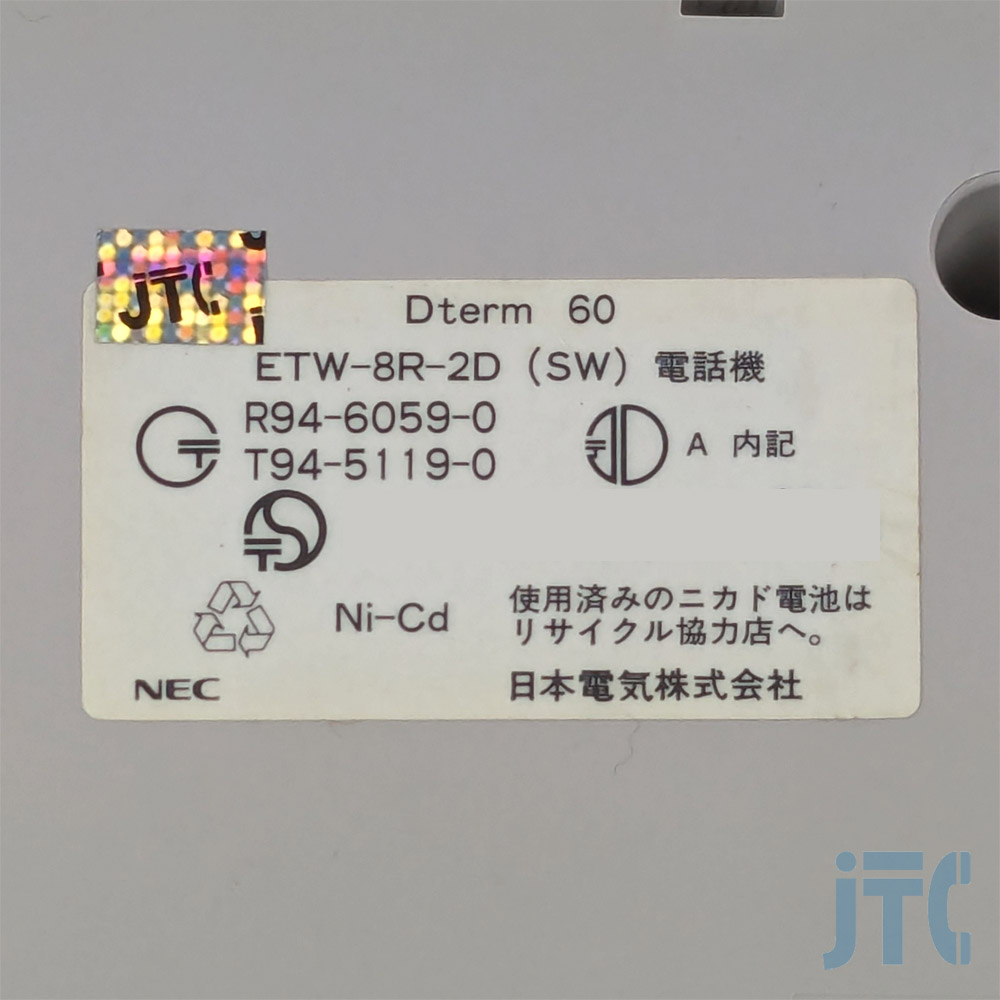 JTC
Dterm 60
ETW-8R-2D (SW) 電話機
R94-6059-0
T94-5119-0
A 内記
Ni-Cd
使用済みのニカド電池は
リサイクル協力店へ。
NEC
日本電気株式会社
JTC